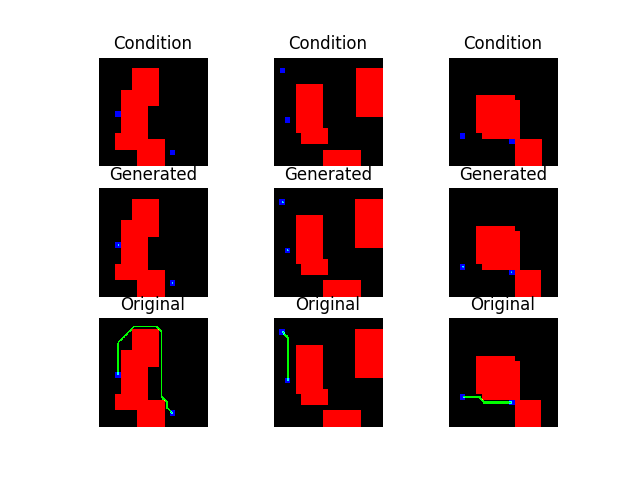 Condition Condition Condition
Generated Generated Generated
Original Original Original